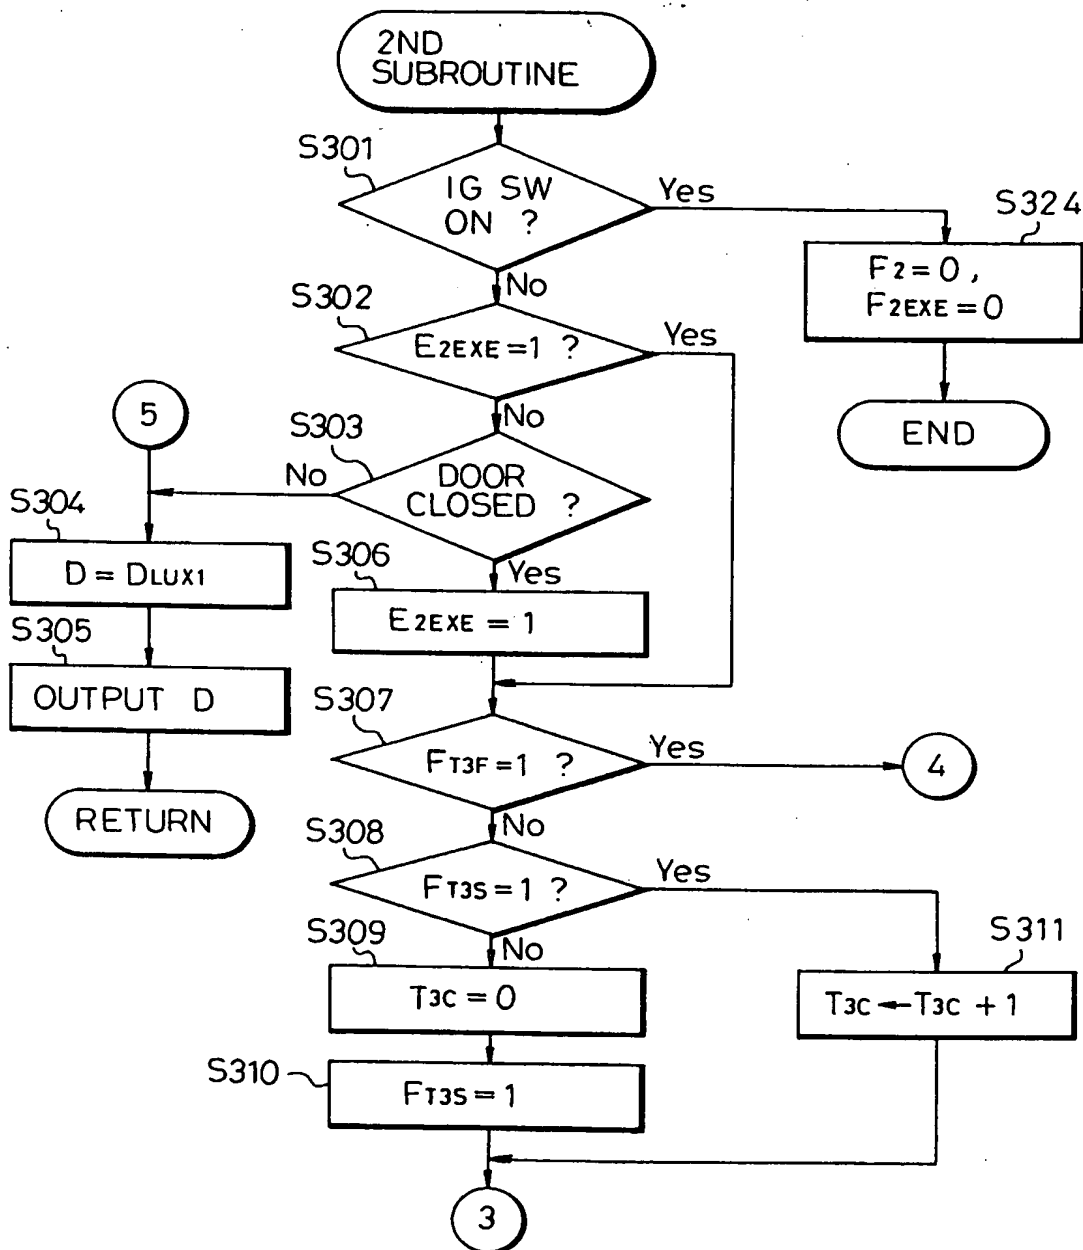 2ND
SUBROUTINE
S301
IG SW
ON ?
Yes
No
S324
F2=0,
F2EXE=0
END
S302
E2EXE=1 ?
Yes
No
5
S303
DOOR
CLOSED ?
No
Yes
S304
D=DLUX1
S305
OUTPUT D
RETURN
S306
E2EXE=1
S307
FT3F=1 ?
Yes
4
No
S308
FT3S=1 ?
Yes
No
S309
T3C=0
S311
T3C←T3C+1
S310
FT3S=1
3